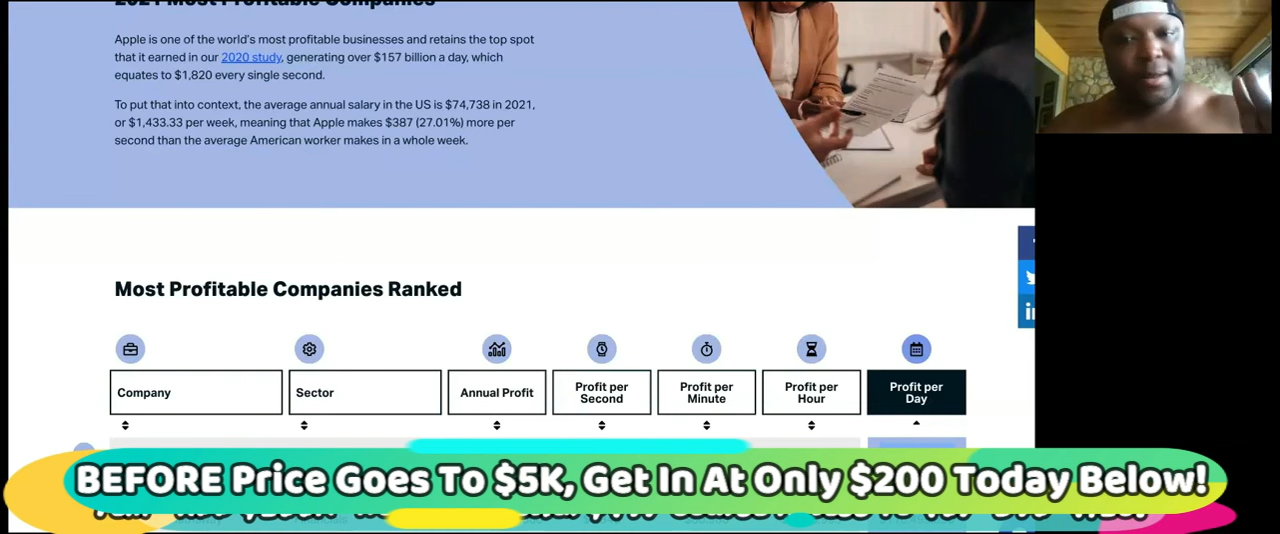 2021 Most Profitable Companies
Apple is one of the world's most profitable businesses and retains the top spot
that it earned in our 2020 study, generating over $157 billion a day, which
equates to $1,820 every single second.
To put that into context, the average annual salary in the US is $74,738 in 2021,
or $1,433.33 per week, meaning that Apple makes $387 (27.01%) more per
second than the average American worker makes in a whole week.
Most Profitable Companies Ranked
Company
Sector
Annual Profit
Profit per
Second
Profit per
Minute
Profit per
Hour
Profit per
Day
BEFORE Price Goes To $5K, Get In At Only $200 Today Below!